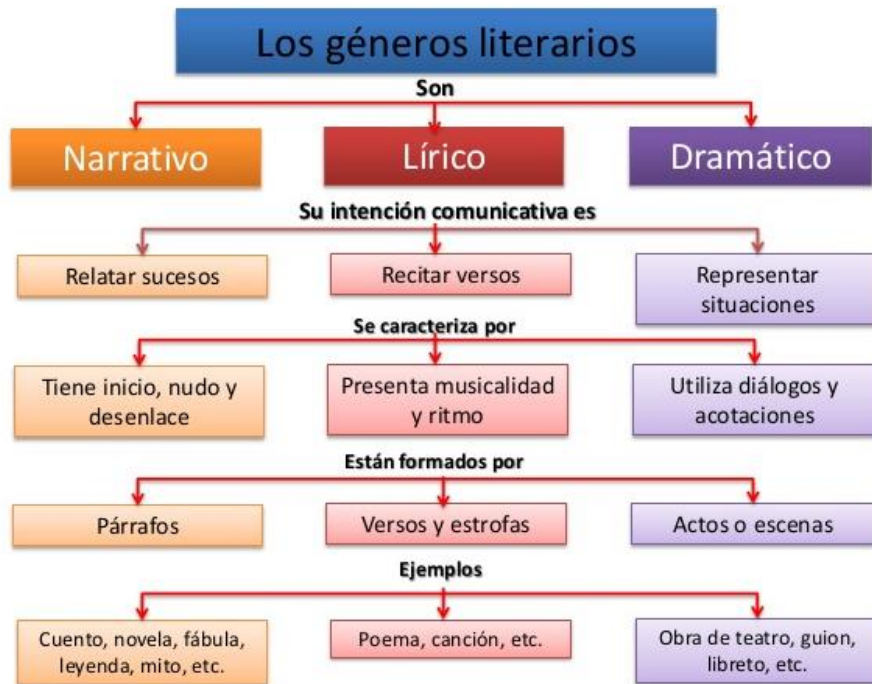 Los géneros literarios
Son
Narrativo
Lírico
Dramático
Su intención comunicativa es
Relatar sucesos
Recitar versos
Representar
situaciones
Se caracteriza por
Tiene inicio, nudo y
desenlace
Presenta musicalidad
y ritmo
Utiliza diálogos y
acotaciones
Están formados por
Párrafos
Versos y estrofas
Actos o escenas
Ejemplos
Cuento, novela, fábula,
leyenda, mito, etc.
Poema, canción, etc.
Obra de teatro, guion,
libreto, etc.